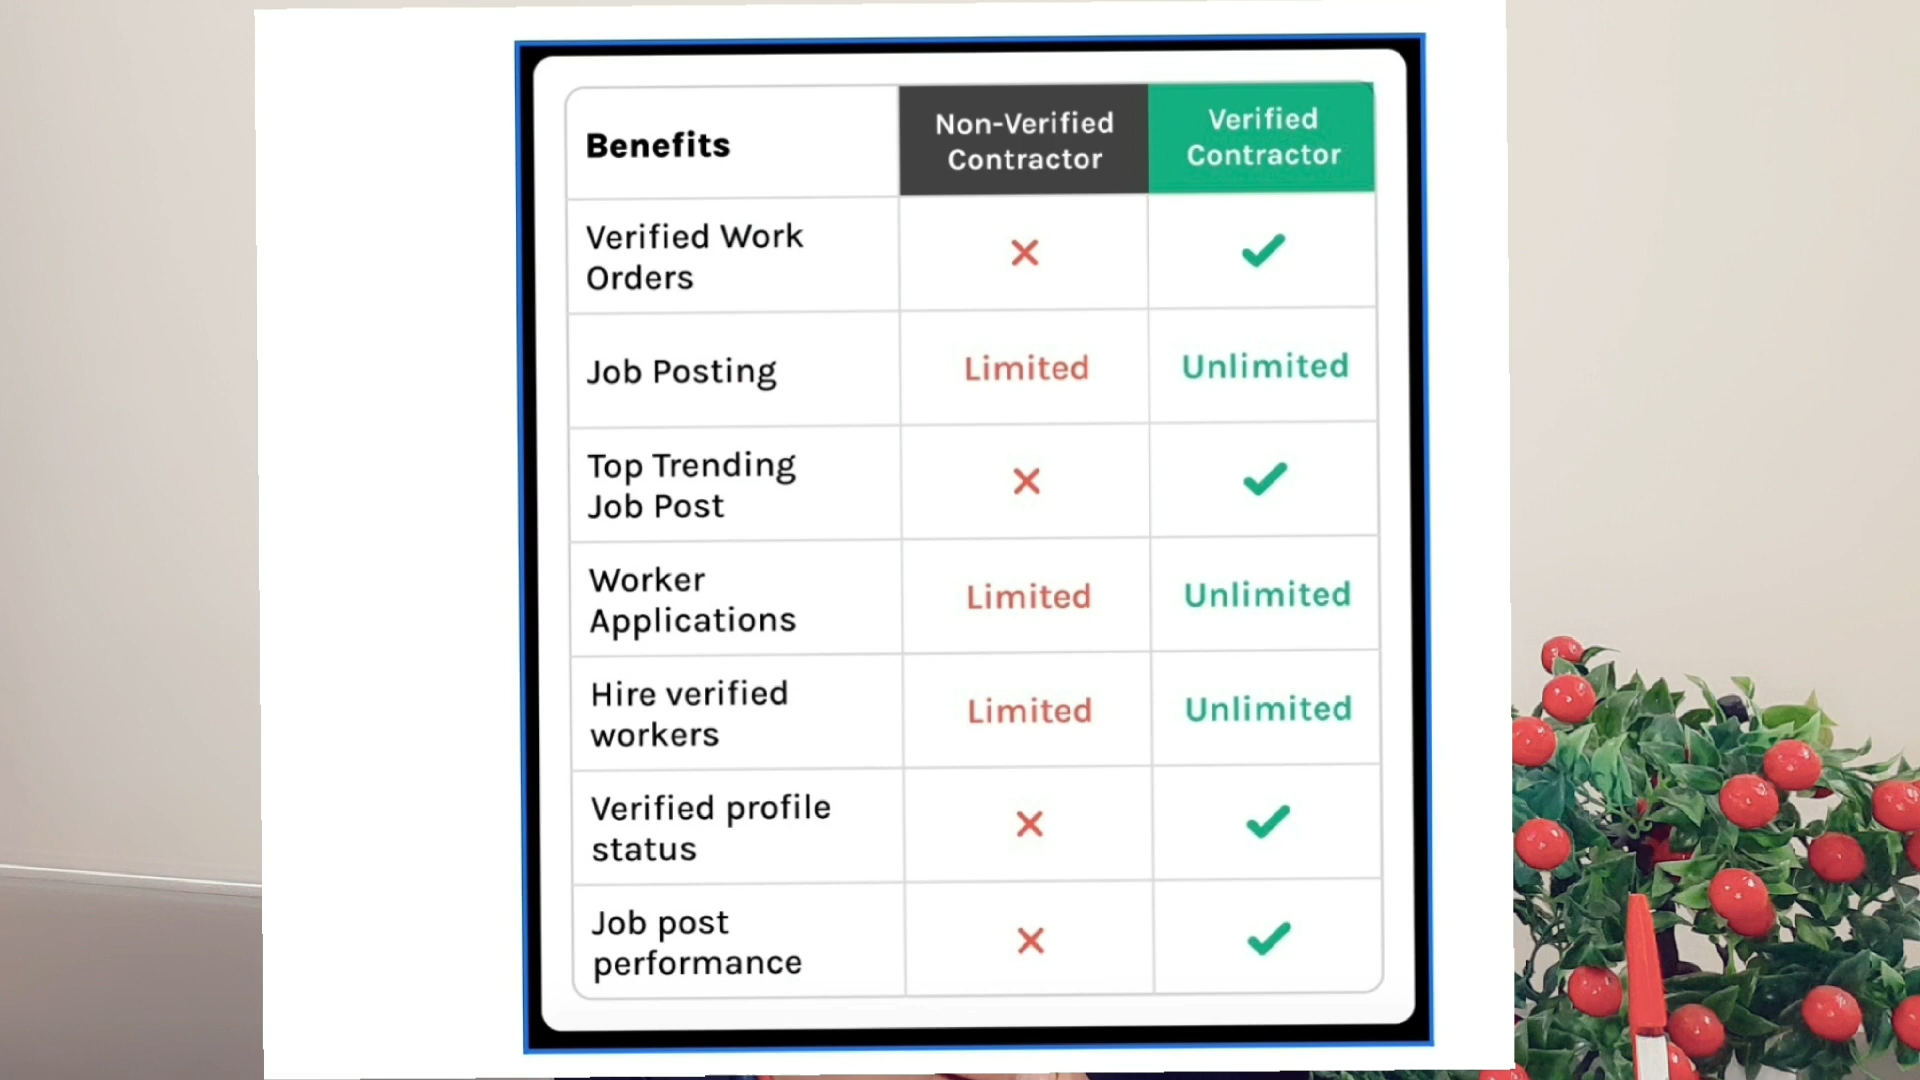 Benefits
Non-Verified
Contractor
Verified
Contractor
Verified Work
Orders
Job Posting
Limited
Unlimited
Top Trending
Job Post
Worker
Applications
Limited
Unlimited
Hire verified
workers
Limited
Unlimited
Verified profile
status
Job post
performance